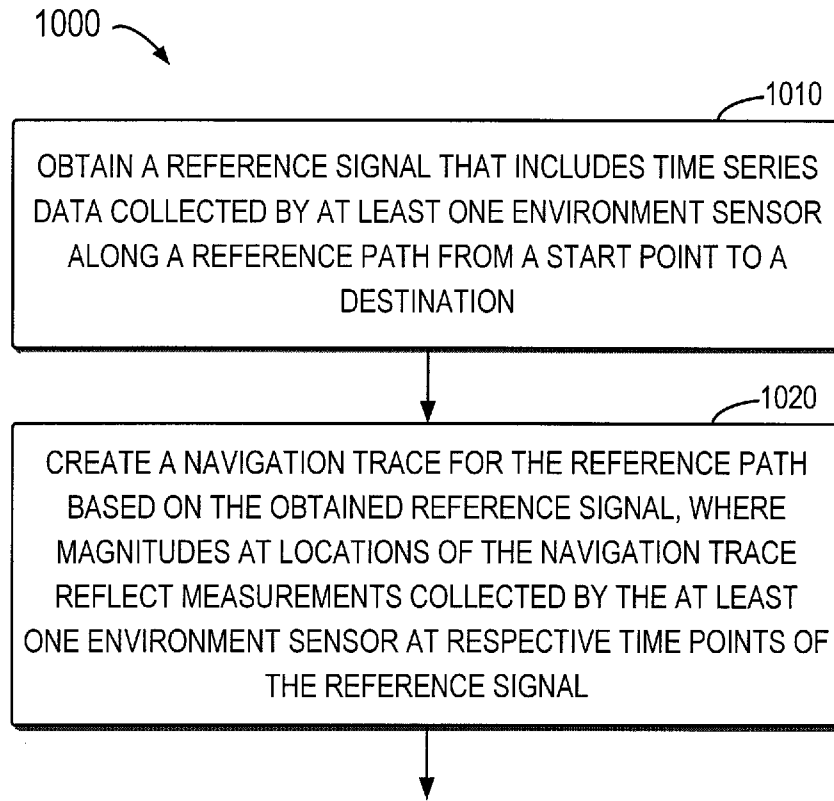 1000
1010
OBTAIN A REFERENCE SIGNAL THAT INCLUDES TIME SERIES
DATA COLLECTED BY AT LEAST ONE ENVIRONMENT SENSOR
ALONG A REFERENCE PATH FROM A START POINT TO A
DESTINATION
1020
CREATE A NAVIGATION TRACE FOR THE REFERENCE PATH
BASED ON THE OBTAINED REFERENCE SIGNAL, WHERE
MAGNITUDES AT LOCATIONS OF THE NAVIGATION TRACE
REFLECT MEASUREMENTS COLLECTED BY THE AT LEAST
ONE ENVIRONMENT SENSOR AT RESPECTIVE TIME POINTS OF
THE REFERENCE SIGNAL